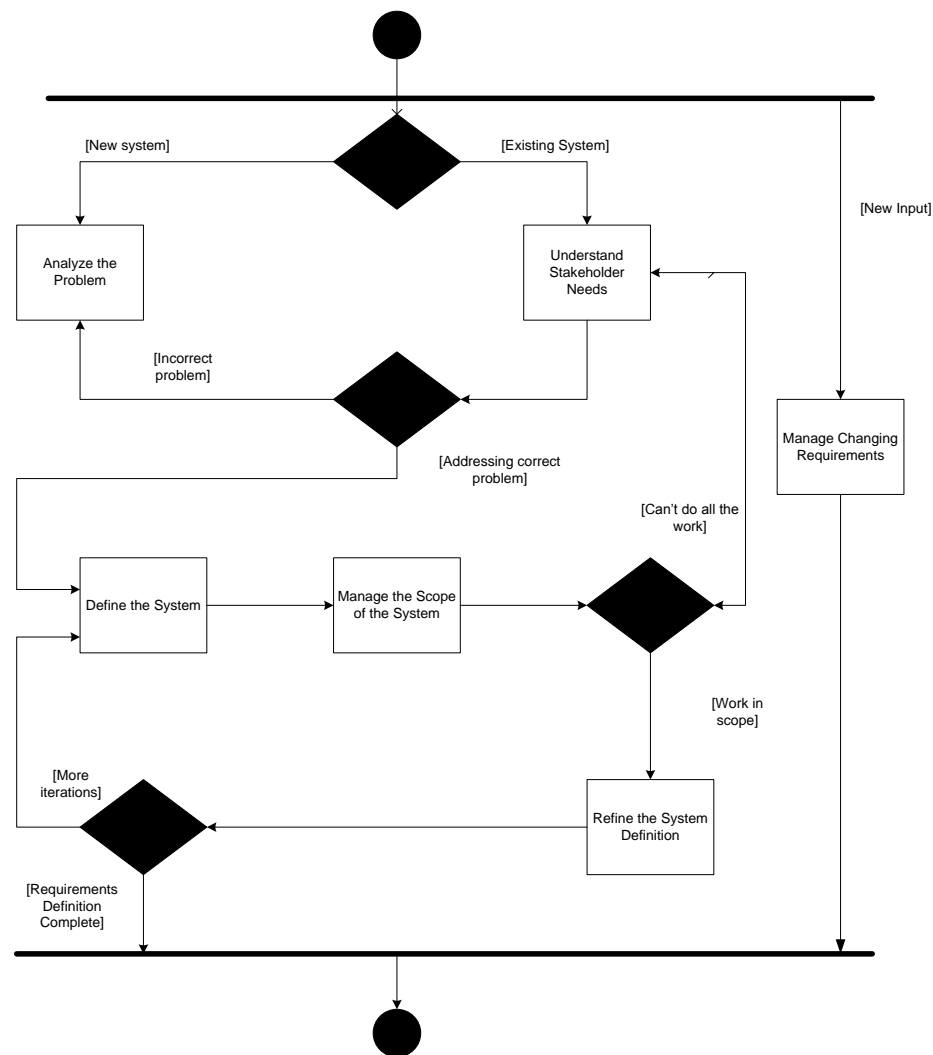 [New system]
[Existing System]
[New Input]
Analyze the
Problem
Understand
Stakeholder
Needs
[Incorrect
problem]
Manage Changing
Requirements
[Addressing correct
problem]
[Can't do all the
work]
Define the System
Manage the Scope
of the System
[Work in
scope]
[More
iterations]
Refine the System
Definition
[Requirements
Definition
Complete]